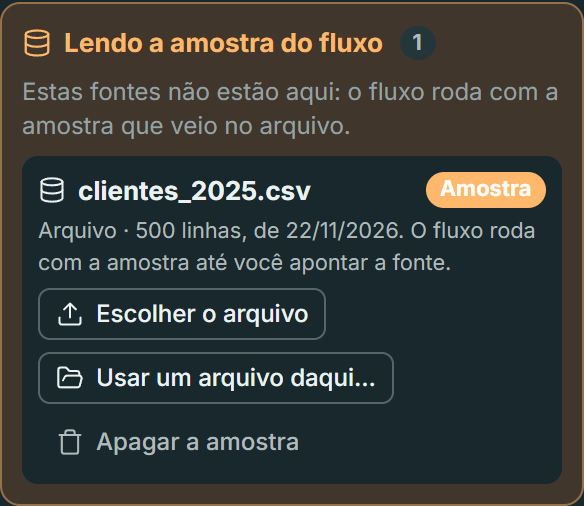 Lendo a amostra do fluxo 1
Estas fontes não estão aqui: o fluxo roda com a
amostra que veio no arquivo.
clientes_2025.csv Amostra
Arquivo · 500 linhas, de 22/11/2026. O fluxo roda
com a amostra até você apontar a fonte.
Escolher o arquivo
Usar um arquivo daqui...
Apagar a amostra